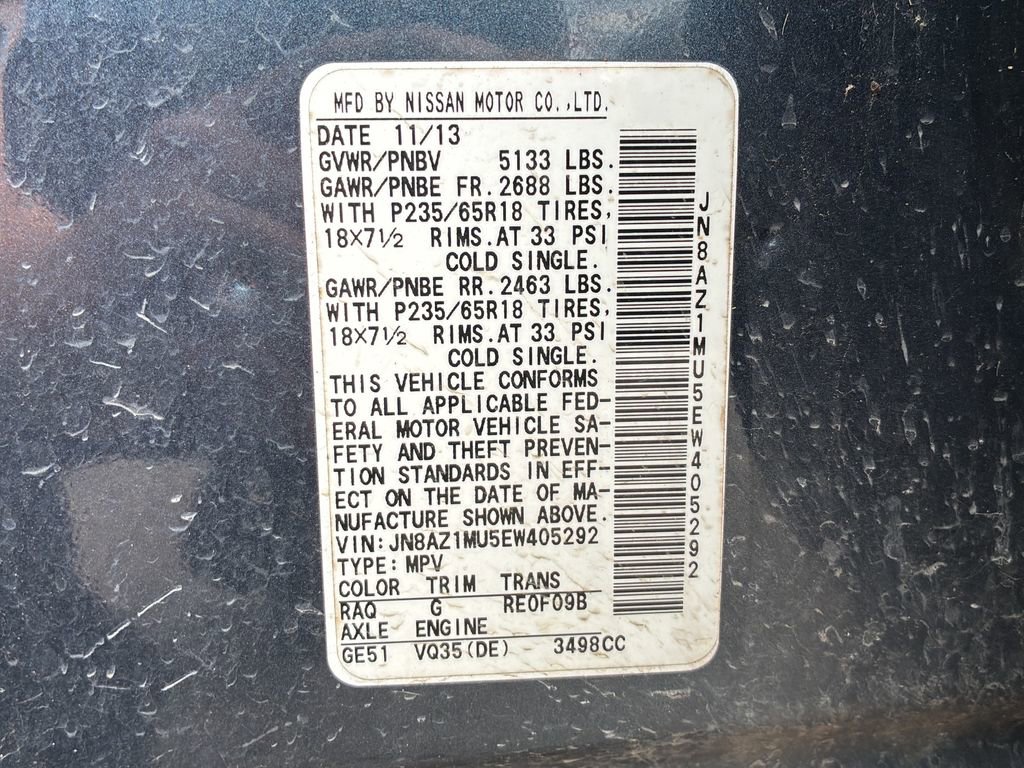 MFD BY NISSAN MOTOR CO.,LTD.
DATE 11/13
GVWR/PNBV 5133 LBS.
GAWR/PNBE FR.2688 LBS.
WITH P235/65R18 TIRES,
18×7½ RIMS.AT 33 PSI
COLD SINGLE.
GAWR/PNBE RR.2463 LBS.
WITH P235/65R18 TIRES,
18×7½ RIMS.AT 33 PSI
COLD SINGLE.
THIS VEHICLE CONFORMS
TO ALL APPLICABLE FED-
ERAL MOTOR VEHICLE SA-
FETY AND THEFT PREVEN-
TION STANDARDS IN EFF-
ECT ON THE DATE OF MA-
NUFACTURE SHOWN ABOVE.
VIN:JN8AZ1MU5EW405292
TYPE:MPV
COLOR TRIM TRANS
RAQ G RE0F09B
AXLE ENGINE
GE51 VQ35(DE) 3498CC
JN8AZ1MU5EW405292